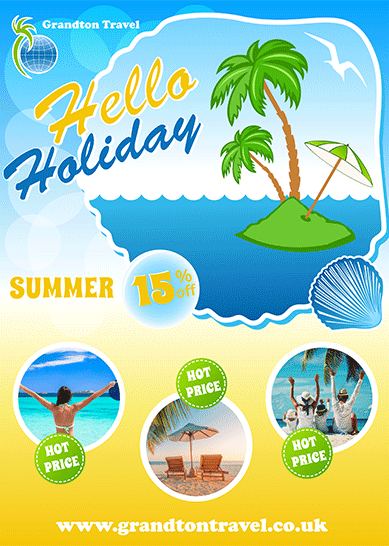 Grandton Travel
Hello
Holiday
SUMMER
15% off
HOT
PRICE
HOT
PRICE
HOT
PRICE
www.grandtontravel.co.uk